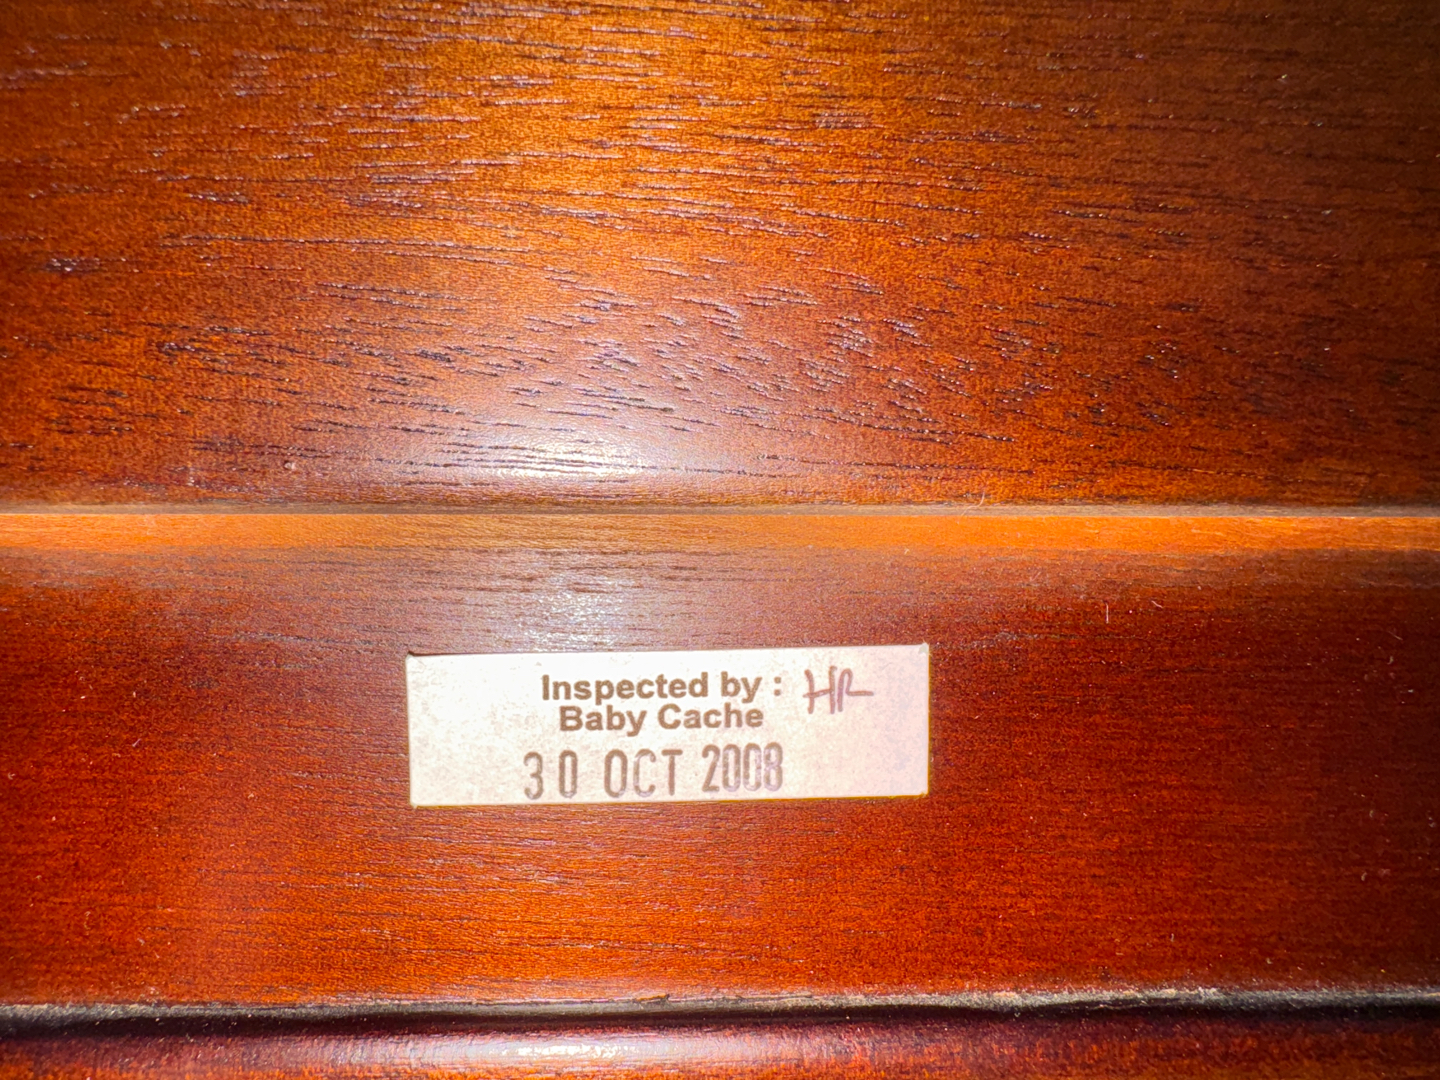 Inspected by : HR
Baby Cache
30 OCT 2008